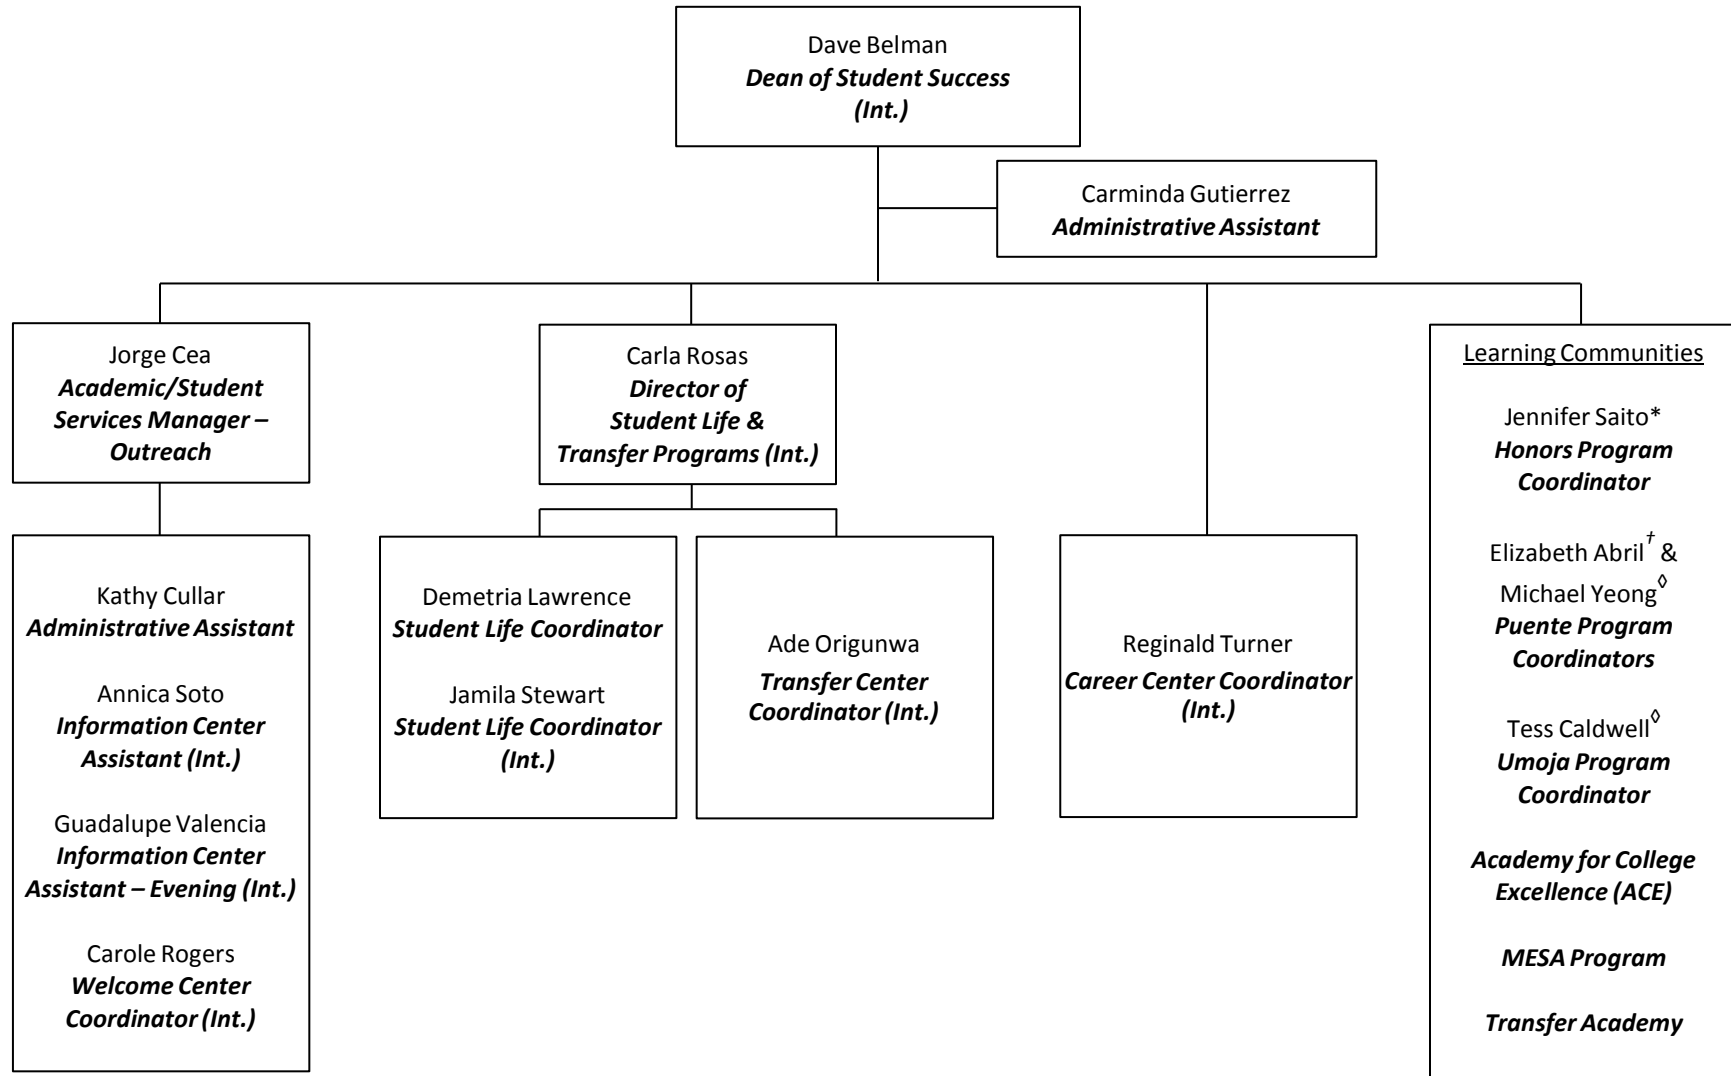 Dave Belman
Dean of Student Success
(Int.)
Carminda Gutierrez
Administrative Assistant
Jorge Cea
Academic/Student
Services Manager –
Outreach
Kathy Cullar
Administrative Assistant
Annica Soto
Information Center
Assistant (Int.)
Guadalupe Valencia
Information Center
Assistant – Evening (Int.)
Carole Rogers
Welcome Center
Coordinator (Int.)
Carla Rosas
Director of
Student Life &
Transfer Programs (Int.)
Demetria Lawrence
Student Life Coordinator
Jamila Stewart
Student Life Coordinator
(Int.)
Ade Origunwa
Transfer Center
Coordinator (Int.)
Reginald Turner
Career Center Coordinator
(Int.)
Learning Communities
Jennifer Saito*
Honors Program
Coordinator
Elizabeth Abril† &
Michael Yeong◊
Puente Program
Coordinators
Tess Caldwell◊
Umoja Program
Coordinator
Academy for College
Excellence (ACE)
MESA Program
Transfer Academy